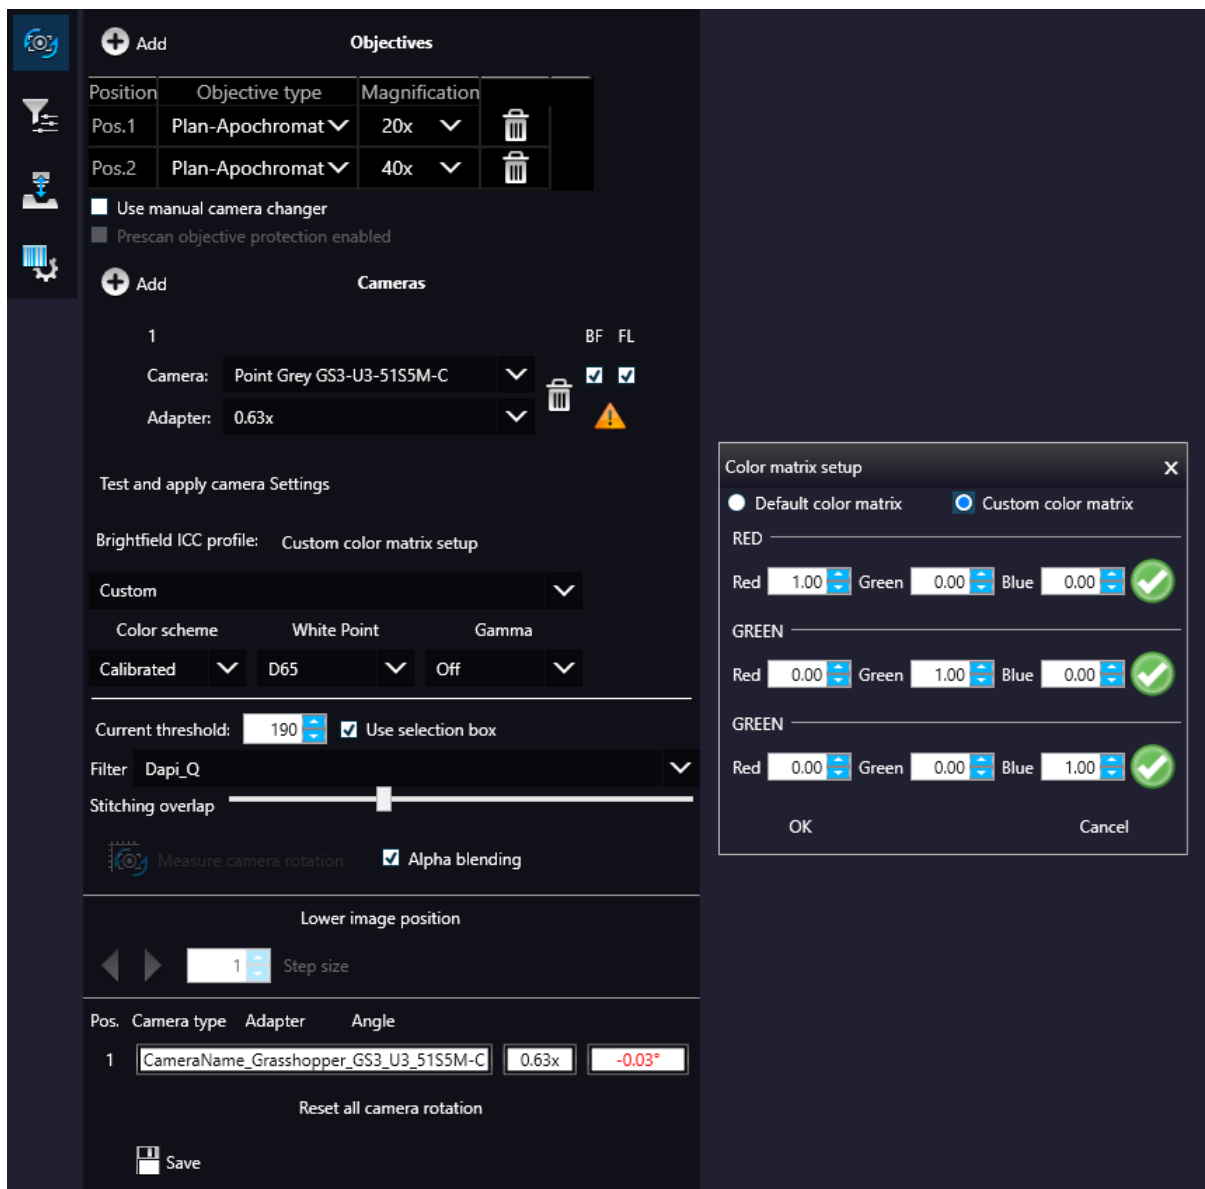 Add Objectives
Position Objective type Magnification
Pos.1 Plan-Apochromat 20x
Pos.2 Plan-Apochromat 40x
Use manual camera changer
Prescan objective protection enabled
Add Cameras
1 BF FL
Camera: Point Grey GS3-U3-51S5M-C
Adapter: 0.63x
Test and apply camera Settings
Brightfield ICC profile: Custom color matrix setup
Custom
Color scheme White Point Gamma
Calibrated D65 Off
Current threshold: 190 Use selection box
Filter Dapi_Q
Stitching overlap
Measure camera rotation Alpha blending
Lower image position
1 Step size
Pos. Camera type Adapter Angle
1 CameraName_Grasshopper_GS3_U3_51S5M-C 0.63x -0.03°
Reset all camera rotation
Save
Color matrix setup X
Default color matrix Custom color matrix
RED
Red 1.00 Green 0.00 Blue 0.00
GREEN
Red 0.00 Green 1.00 Blue 0.00
GREEN
Red 0.00 Green 0.00 Blue 1.00
OK Cancel